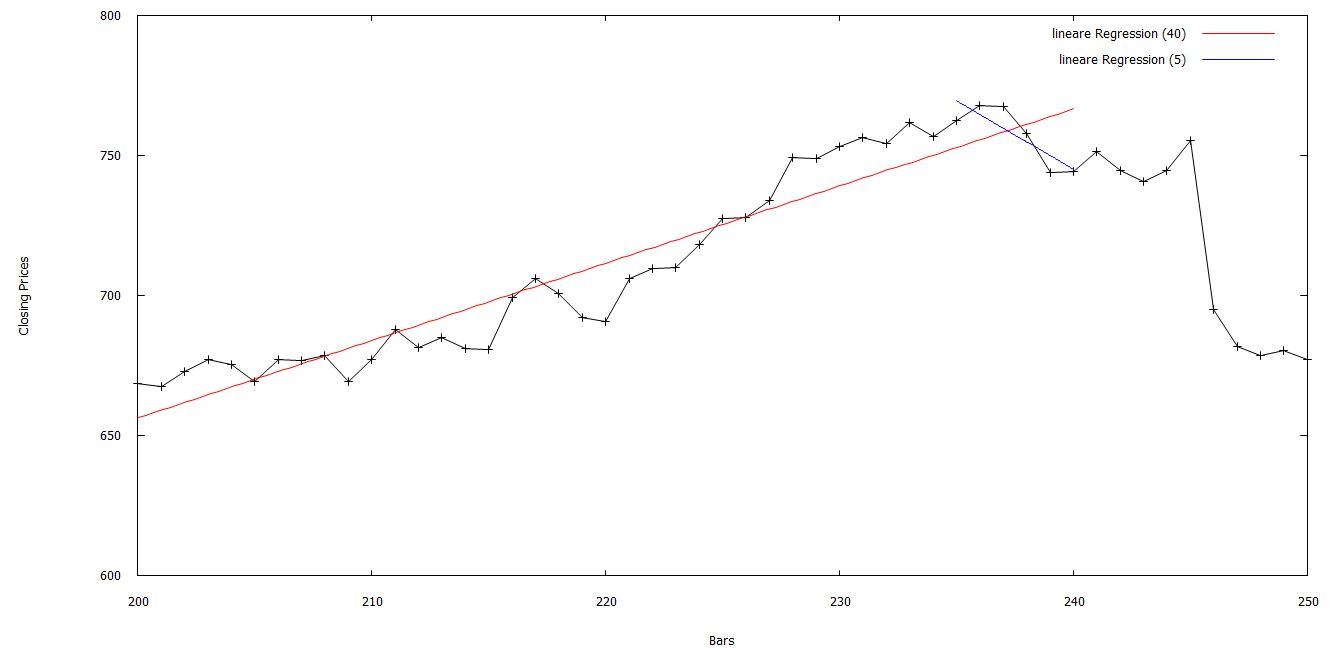 800
lineare Regression (40)
lineare Regression (5)
750
700
Closing Prices
650
600
200 210 220 230 240 250
Bars